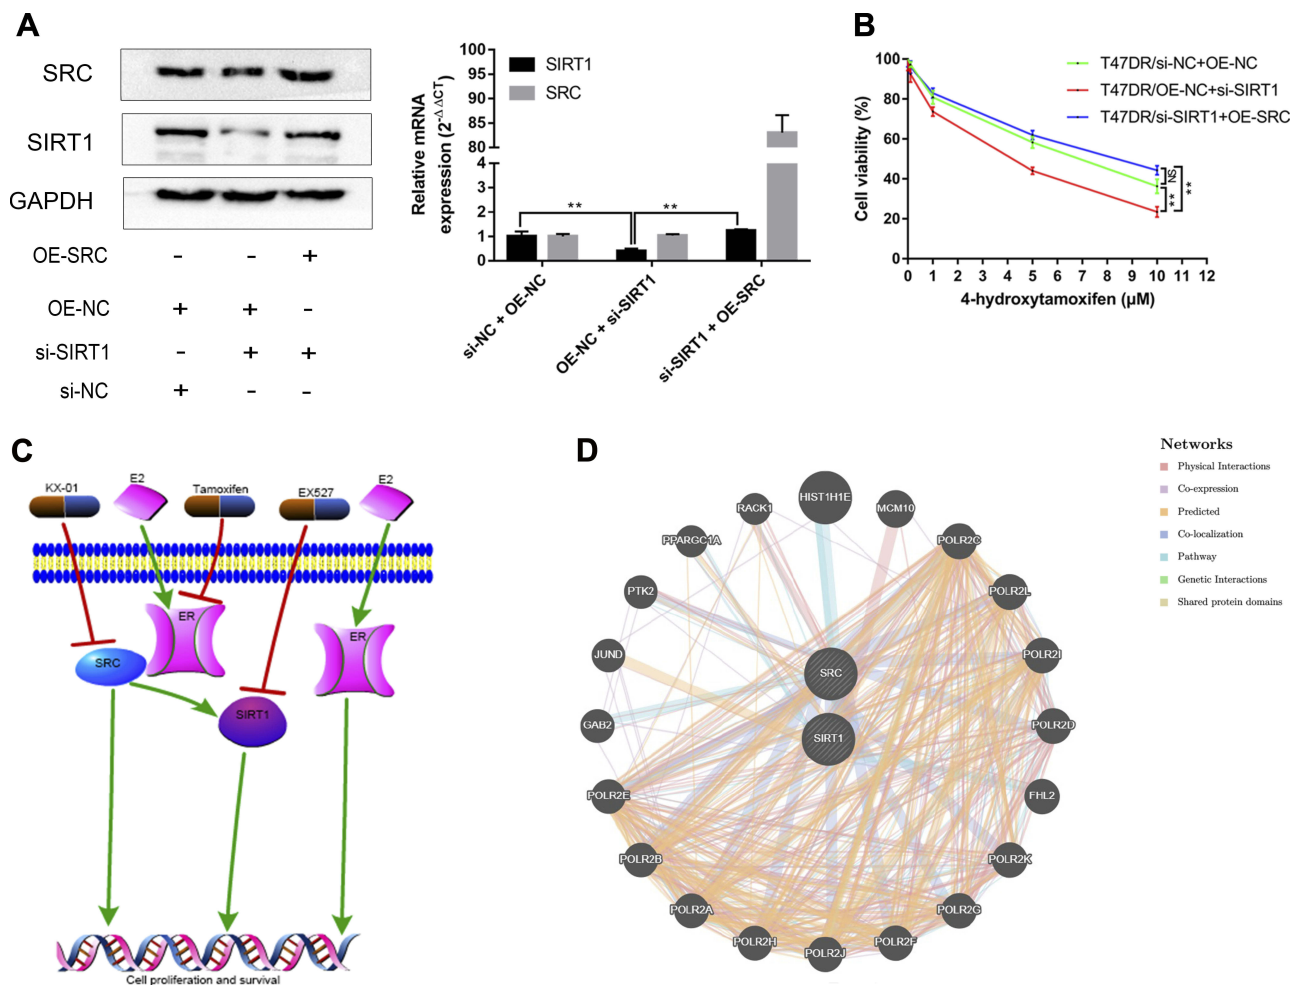 A
SRC
SIRT1
GAPDH
OE-SRC - - +
OE-NC + + -
si-SIRT1 - + +
si-NC + - -
Relative mRNA
expression (2-ΔΔCT)
100
95
90
85
80
4
3
2
1
0
SIRT1
SRC
** **
si-NC + OE-NC
OE-NC + si-SIRT1
si-SIRT1 + OE-SRC
B
Cell viability (%)
100
80
60
40
20
0
T47DR/si-NC+OE-NC
T47DR/OE-NC+si-SIRT1
T47DR/si-SIRT1+OE-SRC
NS
**
**
0 1 2 3 4 5 6 7 8 9 10 11 12
4-hydroxytamoxifen (μM)
C
KX-01
E2
Tamoxifen
EX527
E2
ER
ER
SRC
SIRT1
Cell proliferation and survival
D
HIST1H1E
RACK1
MCM10
PPARGC1A
POLR2C
PTK2
POLR2L
JUND
POLR2I
SRC
GAB2
SIRT1
POLR2D
POLR2E
FHL2
POLR2B
POLR2K
POLR2A
POLR2G
POLR2H
POLR2J
POLR2F
Networks
Physical Interactions
Co-expression
Predicted
Co-localization
Pathway
Genetic Interactions
Shared protein domains